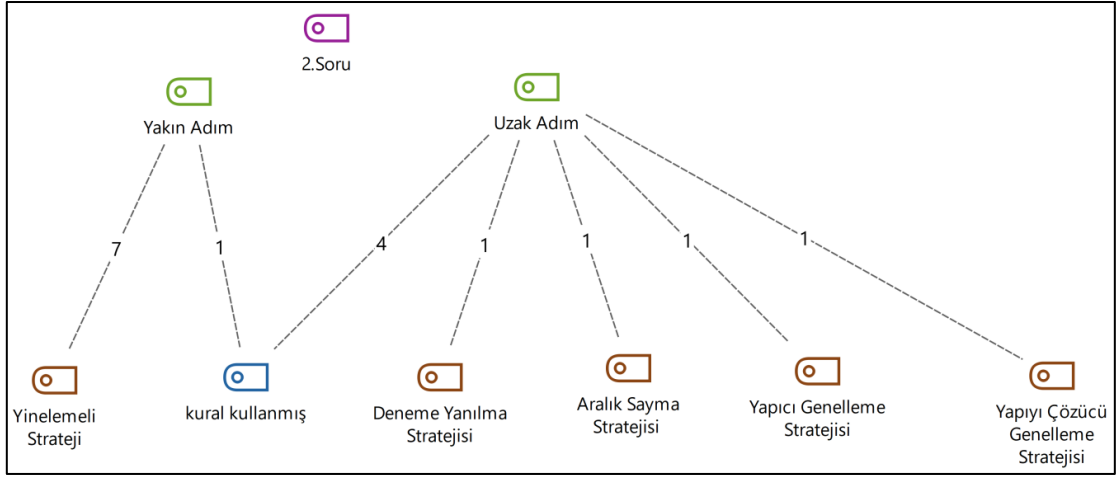 2.Soru
Yakın Adım
Uzak Adım
7
1
4
1
1
1
1
Yinelemeli
Strateji
kural kullanmış
Deneme Yanılma
Stratejisi
Aralık Sayma
Stratejisi
Yapıcı Genelleme
Stratejisi
Yapıyı Çözücü
Genelleme
Stratejisi